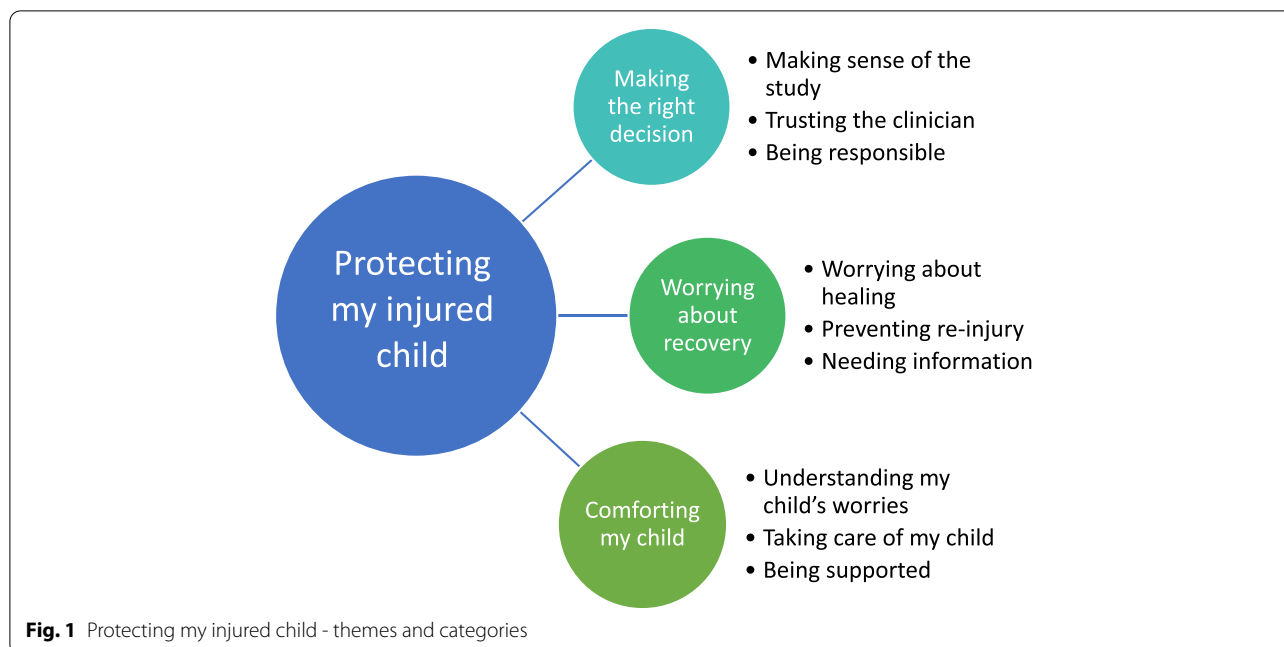 Making
the right
decision
• Making sense of the
study
• Trusting the clinician
• Being responsible
Protecting
my injured
child
Worrying
about
recovery
• Worrying about
healing
• Preventing re-injury
• Needing information
Comforting
my child
• Understanding my
child’s worries
• Taking care of my child
• Being supported
Fig. 1 Protecting my injured child - themes and categories